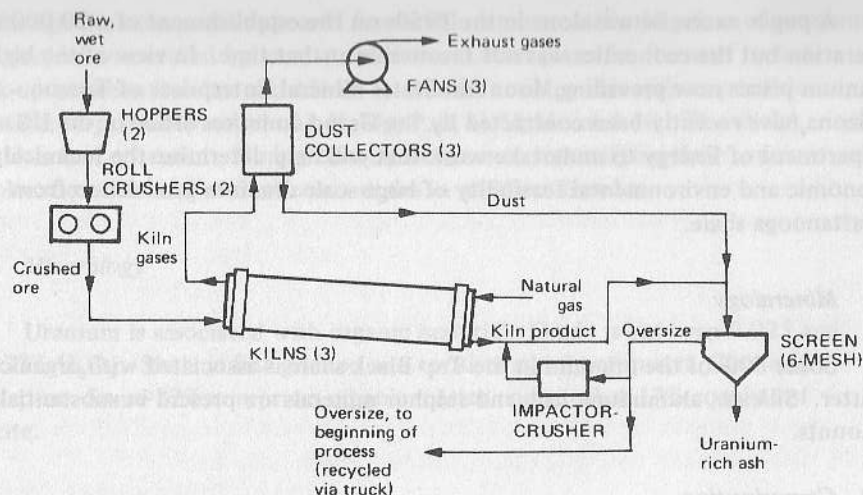 Raw,
wet
ore
Exhaust gases
FANS (3)
HOPPERS
(2)
DUST
COLLECTORS (3)
ROLL
CRUSHERS (2)
Dust
Kiln
gases
Crushed
ore
Natural
gas
Kiln product
Oversize
SCREEN
(6-MESH)
KILNS (3)
IMPACTOR-
CRUSHER
Oversize, to
beginning of
process
(recycled
via truck)
Uranium-
rich ash